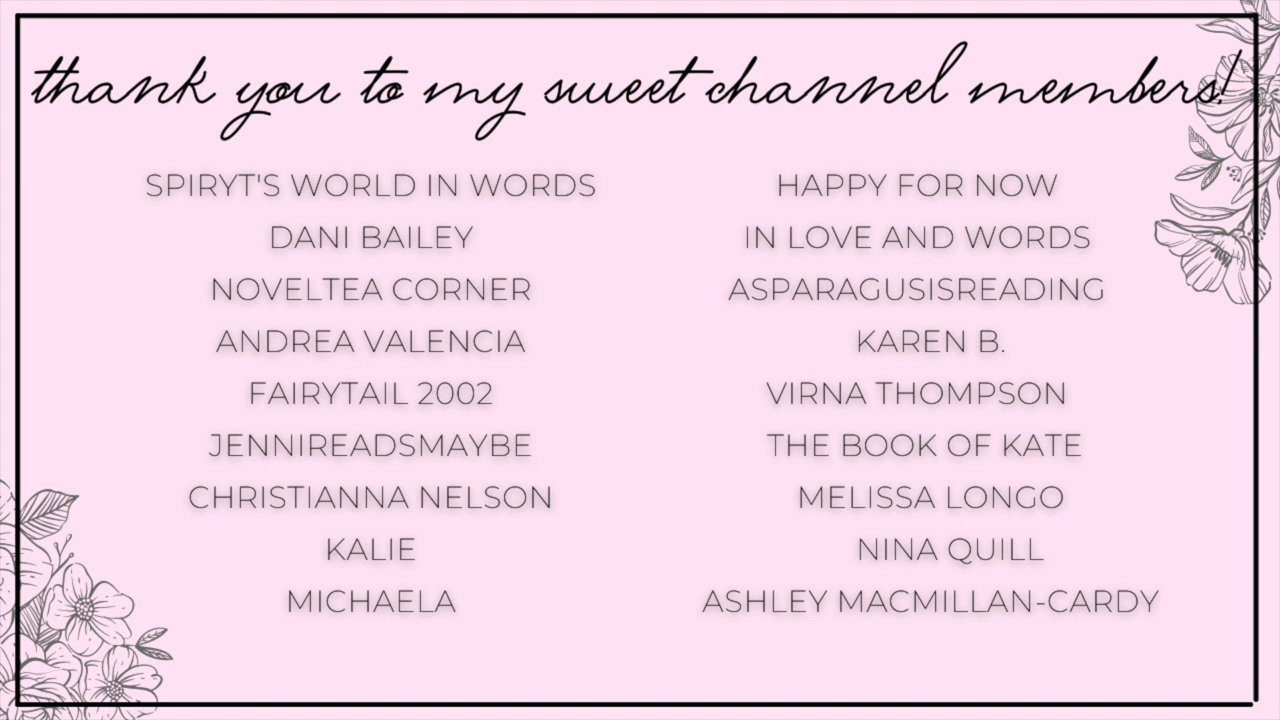 thank you to my sweet channel members!
SPIRYT'S WORLD IN WORDS
DANI BAILEY
NOVELTEA CORNER
ANDREA VALENCIA
FAIRYTAIL 2002
JENNIREADSMAYBE
CHRISTIANNA NELSON
KALIE
MICHAELA
HAPPY FOR NOW
IN LOVE AND WORDS
ASPARAGUSISREADING
KAREN B.
VIRNA THOMPSON
THE BOOK OF KATE
MELISSA LONGO
NINA QUILL
ASHLEY MACMILLAN-CARDY